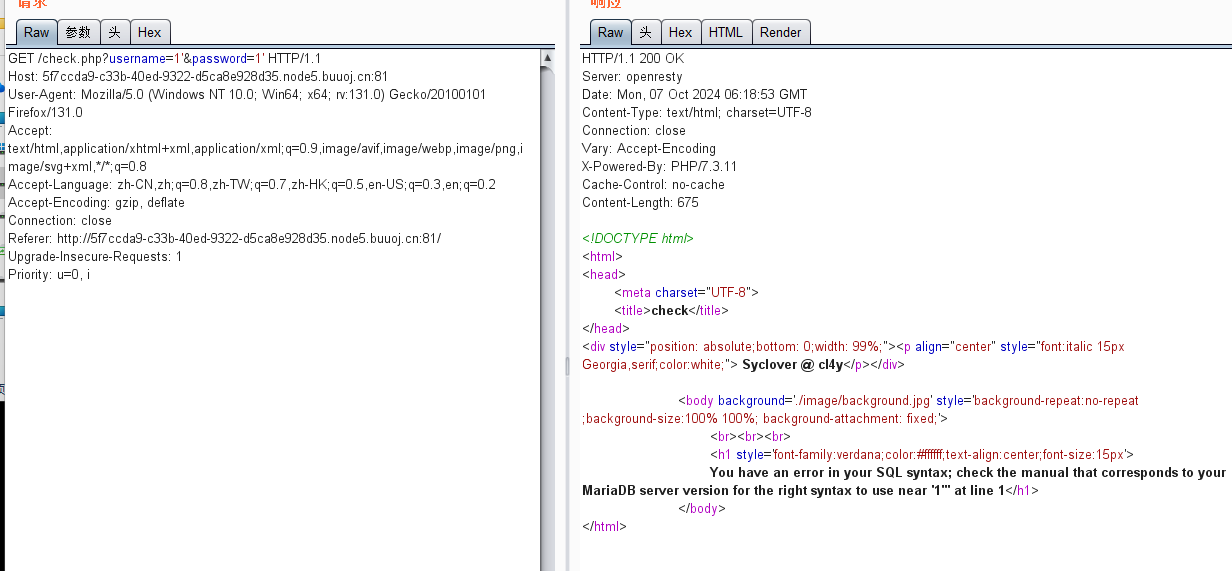 请求
Raw 参数 头 Hex
GET /check.php?username=1'&password=1' HTTP/1.1
Host: 5f7ccda9-c33b-40ed-9322-d5ca8e928d35.node5.buuoj.cn:81
User-Agent: Mozilla/5.0 (Windows NT 10.0; Win64; x64; rv:131.0) Gecko/20100101
Firefox/131.0
Accept:
text/html,application/xhtml+xml,application/xml;q=0.9,image/avif,image/webp,image/png,i
mage/svg+xml,*/*;q=0.8
Accept-Language: zh-CN,zh;q=0.8,zh-TW;q=0.7,zh-HK;q=0.5,en-US;q=0.3,en;q=0.2
Accept-Encoding: gzip, deflate
Connection: close
Referer: http://5f7ccda9-c33b-40ed-9322-d5ca8e928d35.node5.buuoj.cn:81/
Upgrade-Insecure-Requests: 1
Priority: u=0, i
响应
Raw 头 Hex HTML Render
HTTP/1.1 200 OK
Server: openresty
Date: Mon, 07 Oct 2024 06:18:53 GMT
Content-Type: text/html; charset=UTF-8
Connection: close
Vary: Accept-Encoding
X-Powered-By: PHP/7.3.11
Cache-Control: no-cache
Content-Length: 675
<!DOCTYPE html>
<html>
<head>
<meta charset="UTF-8">
<title>check</title>
</head>
<div style="position: absolute;bottom: 0;width: 99%;"><p align="center" style="font:italic 15px
Georgia,serif;color:white;"> Syclover @ cl4y</p></div>
<body background='./image/background.jpg' style='background-repeat:no-repeat
;background-size:100% 100%; background-attachment: fixed;'>
<br><br><br>
<h1 style='font-family:verdana;color:#ffffff;text-align:center;font-size:15px'>
You have an error in your SQL syntax; check the manual that corresponds to your
MariaDB server version for the right syntax to use near '1''' at line 1</h1>
</body>
</html>